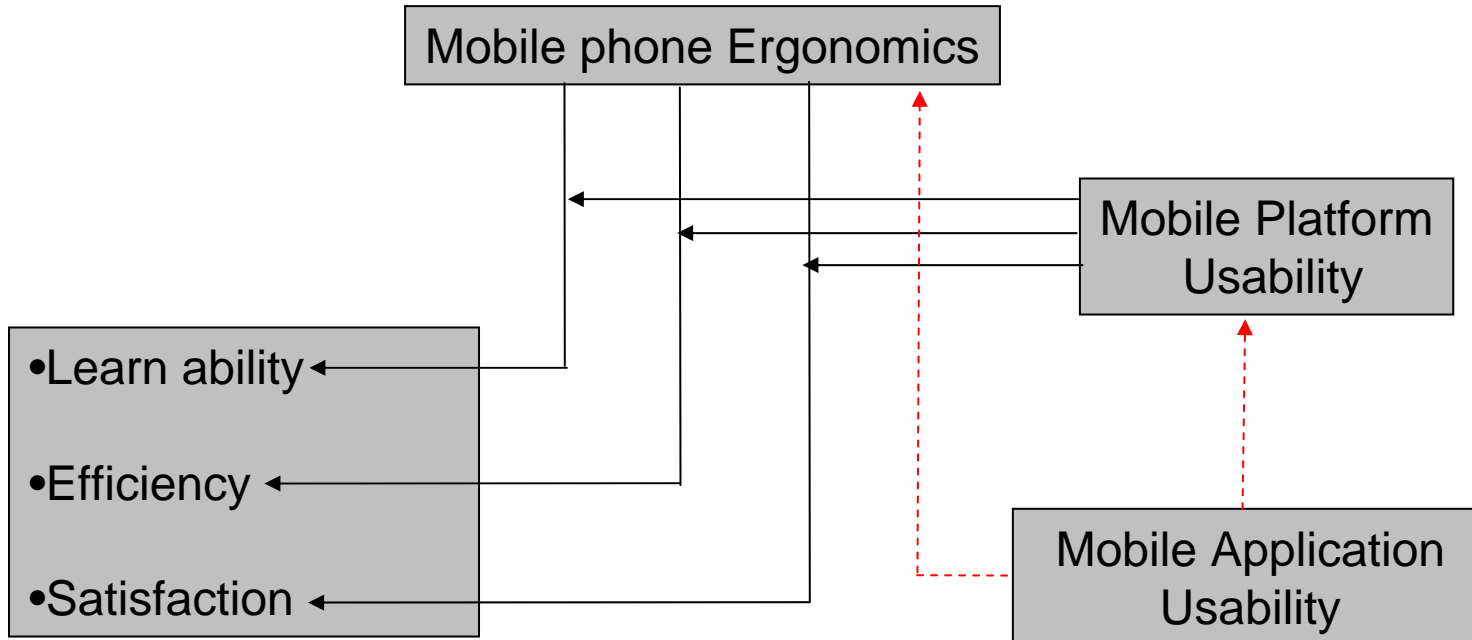 Mobile phone Ergonomics
Mobile Platform
Usability
•Learn ability
•Efficiency
•Satisfaction
Mobile Application
Usability